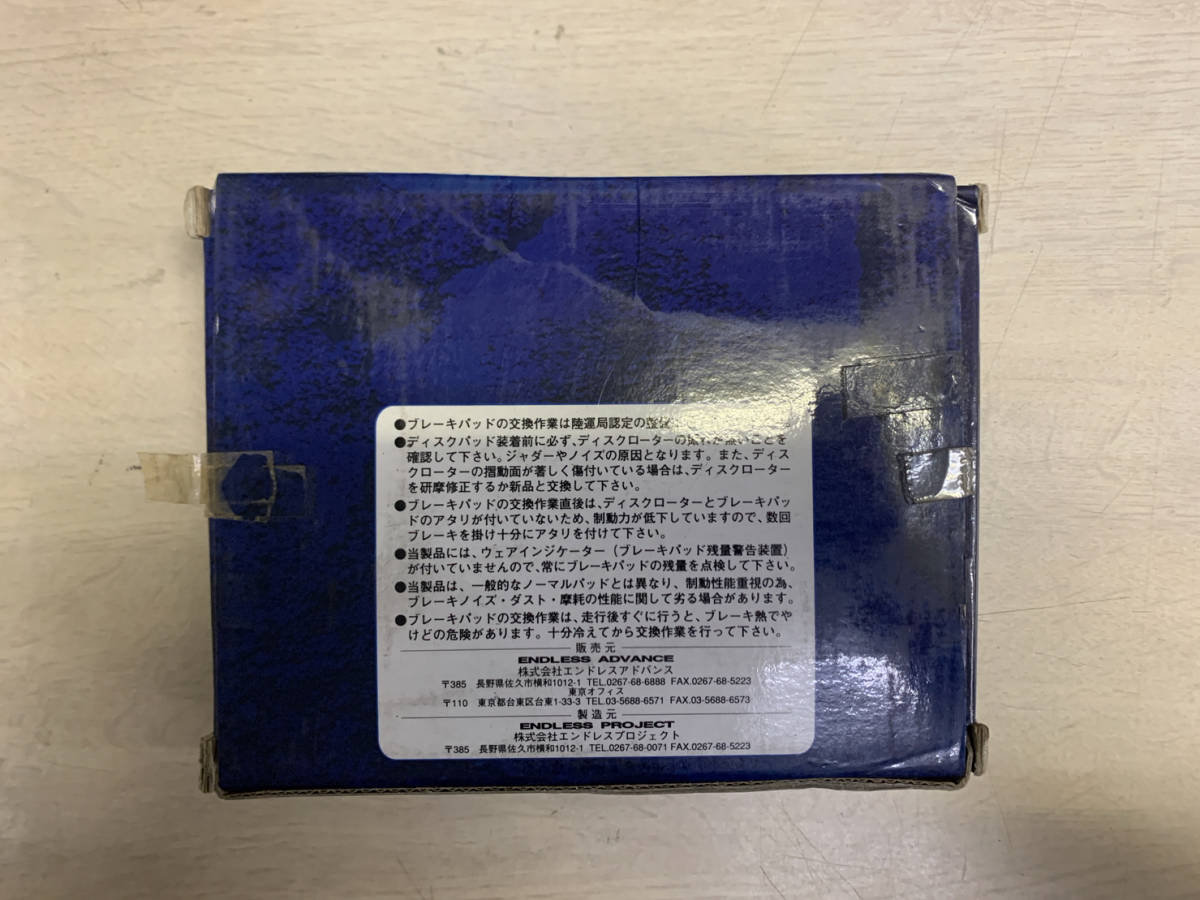 ●ブレーキパッドの交換作業は陸運局認定の整備
●ディスクパッド装着前に必ず、ディスクローターの振れが無いことを
確認して下さい。ジャダーやノイズの原因となります。また、ディス
クローターの摺動面が著しく傷付いている場合は、ディスクローター
を研摩修正するか新品と交換して下さい。
●ブレーキパッドの交換作業直後は、ディスクローターとブレーキパッ
ドのアタリが付いていないため、制動力が低下していますので、数回
ブレーキを掛け十分にアタリを付けて下さい。
●当製品には、ウェアインジケーター（ブレーキパッド残量警告装置）
が付いていませんので、常にブレーキパッドの残量を点検して下さい。
●当製品は、一般的なノーマルパッドとは異なり、制動性能重視の為、
ブレーキノイズ・ダスト・摩耗の性能に関して劣る場合があります。
●ブレーキパッドの交換作業は、走行後すぐに行うと、ブレーキ熱でや
けどの危険があります。十分冷えてから交換作業を行って下さい。
販売元
ENDLESS ADVANCE
株式会社エンドレスアドバンス
〒385 長野県佐久市横和1012-1 TEL.0267-68-6888 FAX.0267-68-5223
東京オフィス
〒110 東京都台東区台東1-33-3 TEL.03-5688-6571 FAX.03-5688-6573
製造元
ENDLESS PROJECT
株式会社エンドレスプロジェクト
〒385 長野県佐久市横和1012-1 TEL.0267-68-0071 FAX.0267-68-5223